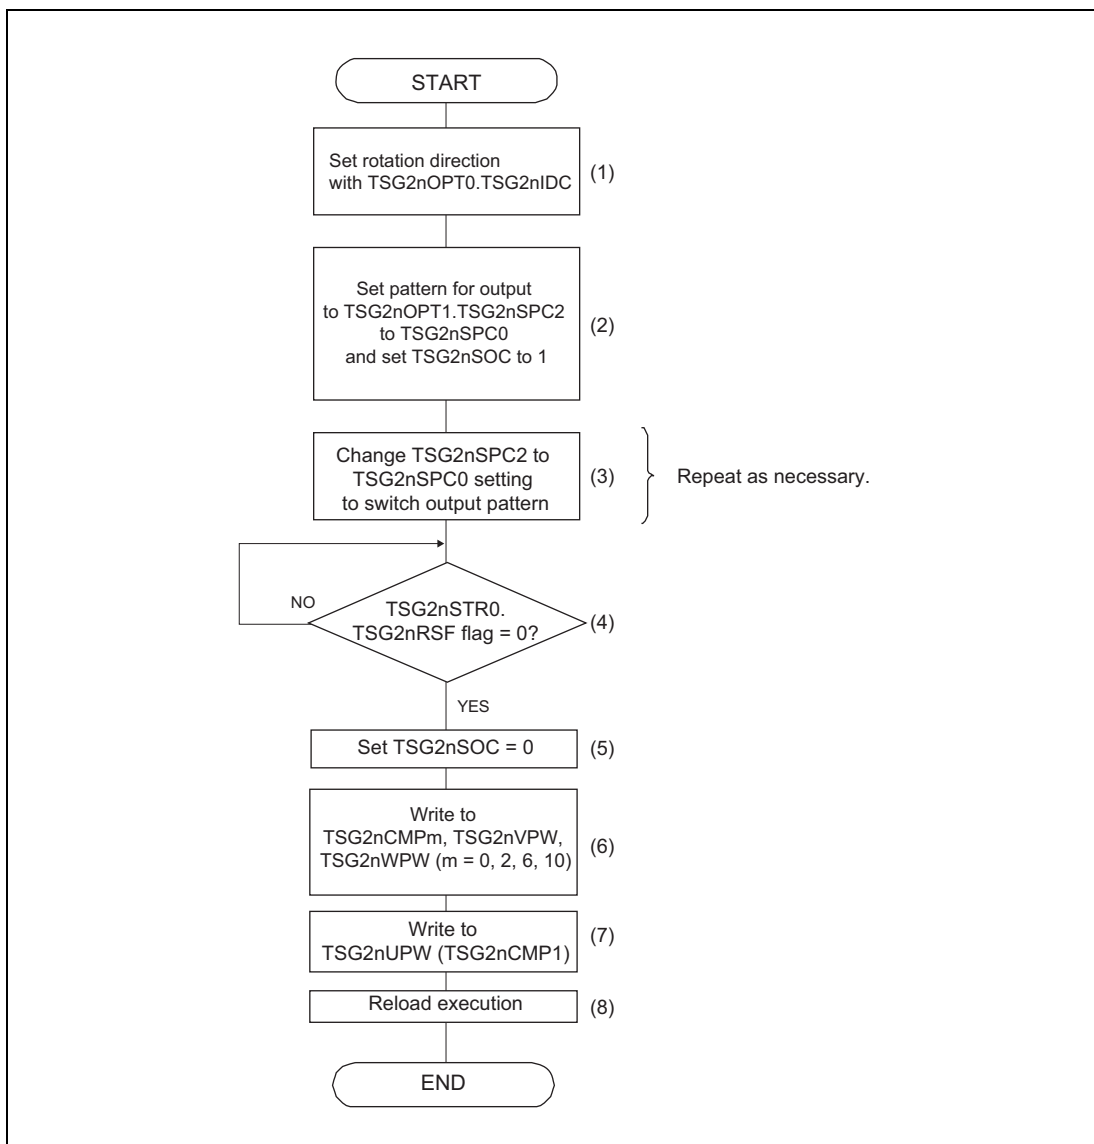 START
Set rotation direction
with TSG2nOPT0.TSG2nIDC
(1)
Set pattern for output
to TSG2nOPT1.TSG2nSPC2
to TSG2nSPC0
and set TSG2nSOC to 1
(2)
Change TSG2nSPC2 to
TSG2nSPC0 setting
to switch output pattern
(3)
Repeat as necessary.
NO
TSG2nSTR0.
TSG2nRSF flag = 0?
(4)
YES
Set TSG2nSOC = 0
(5)
Write to
TSG2nCMPm, TSG2nVPW,
TSG2nWPW (m = 0, 2, 6, 10)
(6)
Write to
TSG2nUPW (TSG2nCMP1)
(7)
Reload execution
(8)
END